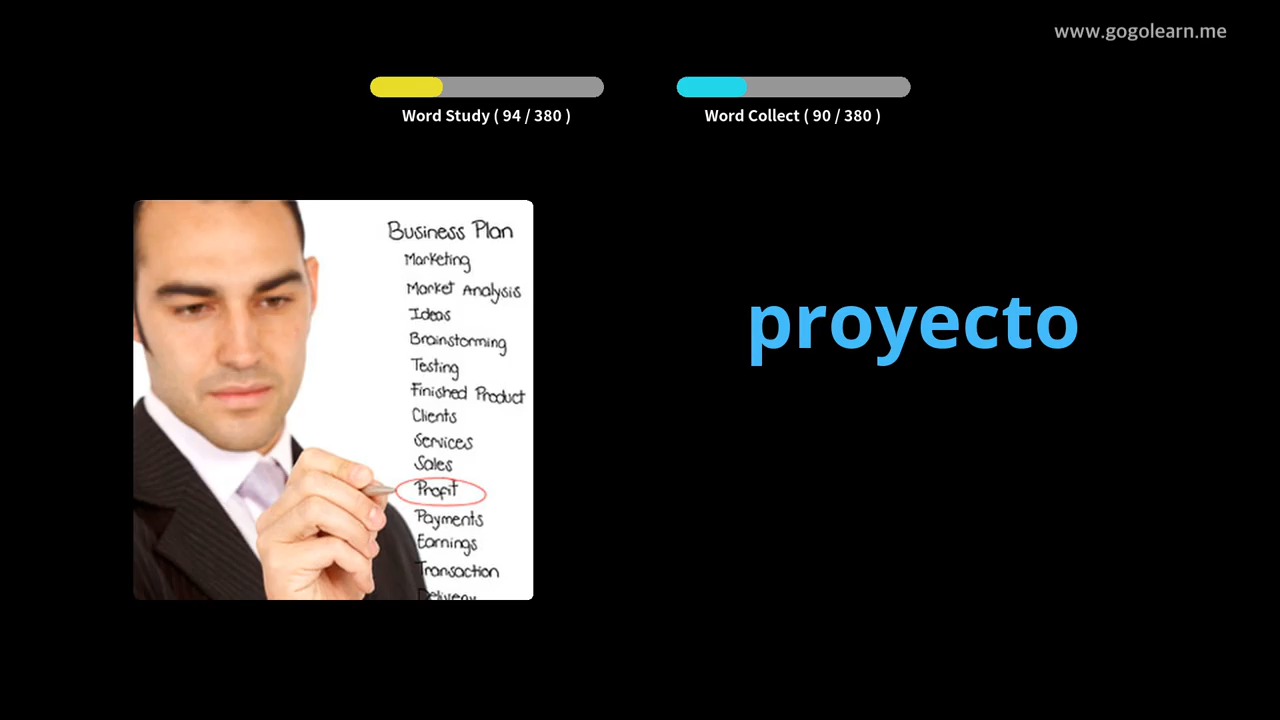 www.gogolearn.me
Word Study ( 94 / 380 )
Word Collect ( 90 / 380 )
Business Plan
Marketing
Market Analysis
Ideas
Brainstorming
Testing
Finished Product
Clients
Services
Sales
Profit
Payments
Earnings
Transaction
Delivery
proyecto